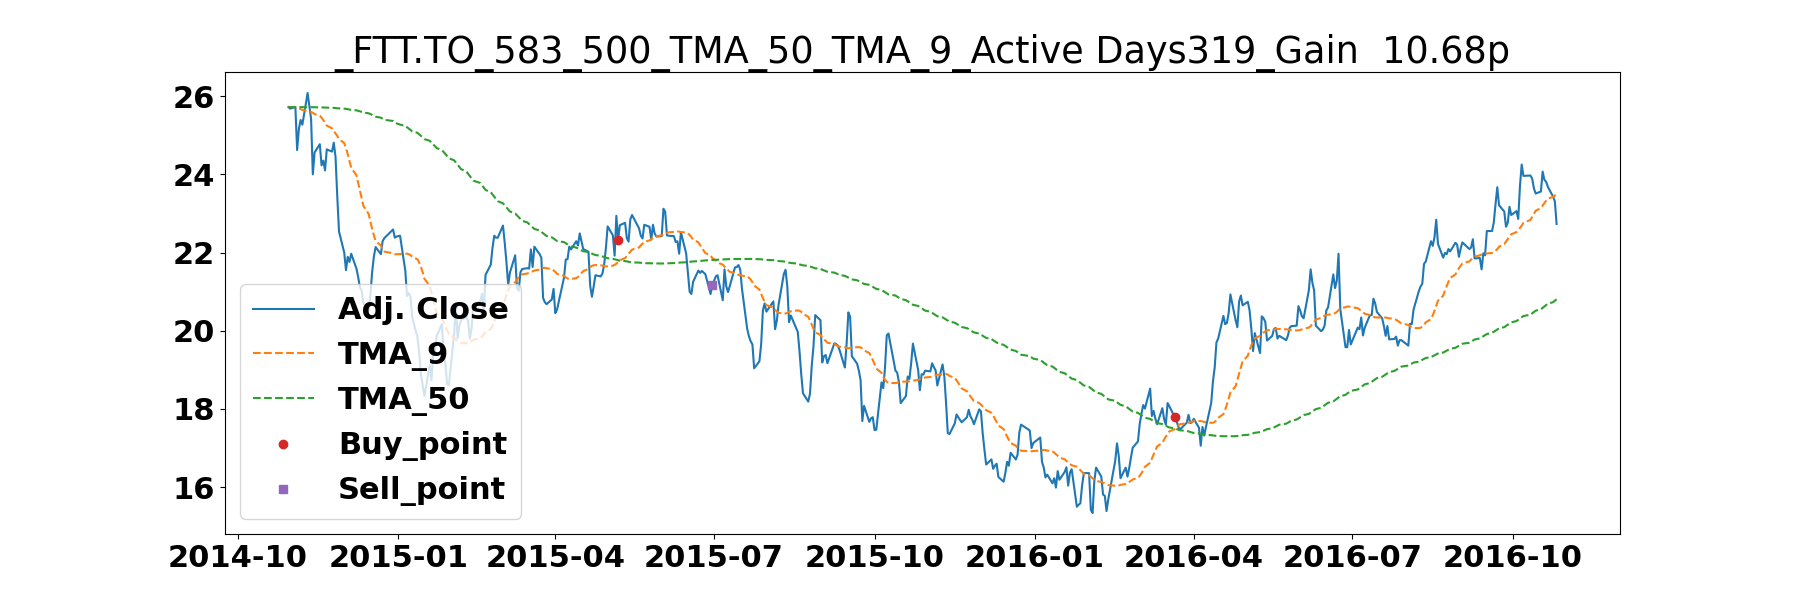 _FTT.TO_583_500_TMA_50_TMA_9_Active Days319_Gain  10.68p
26
24
22
20
18
16
Adj. Close
TMA_9
TMA_50
Buy_point
Sell_point
2014-10 2015-01 2015-04 2015-07 2015-10 2016-01 2016-04 2016-07 2016-10